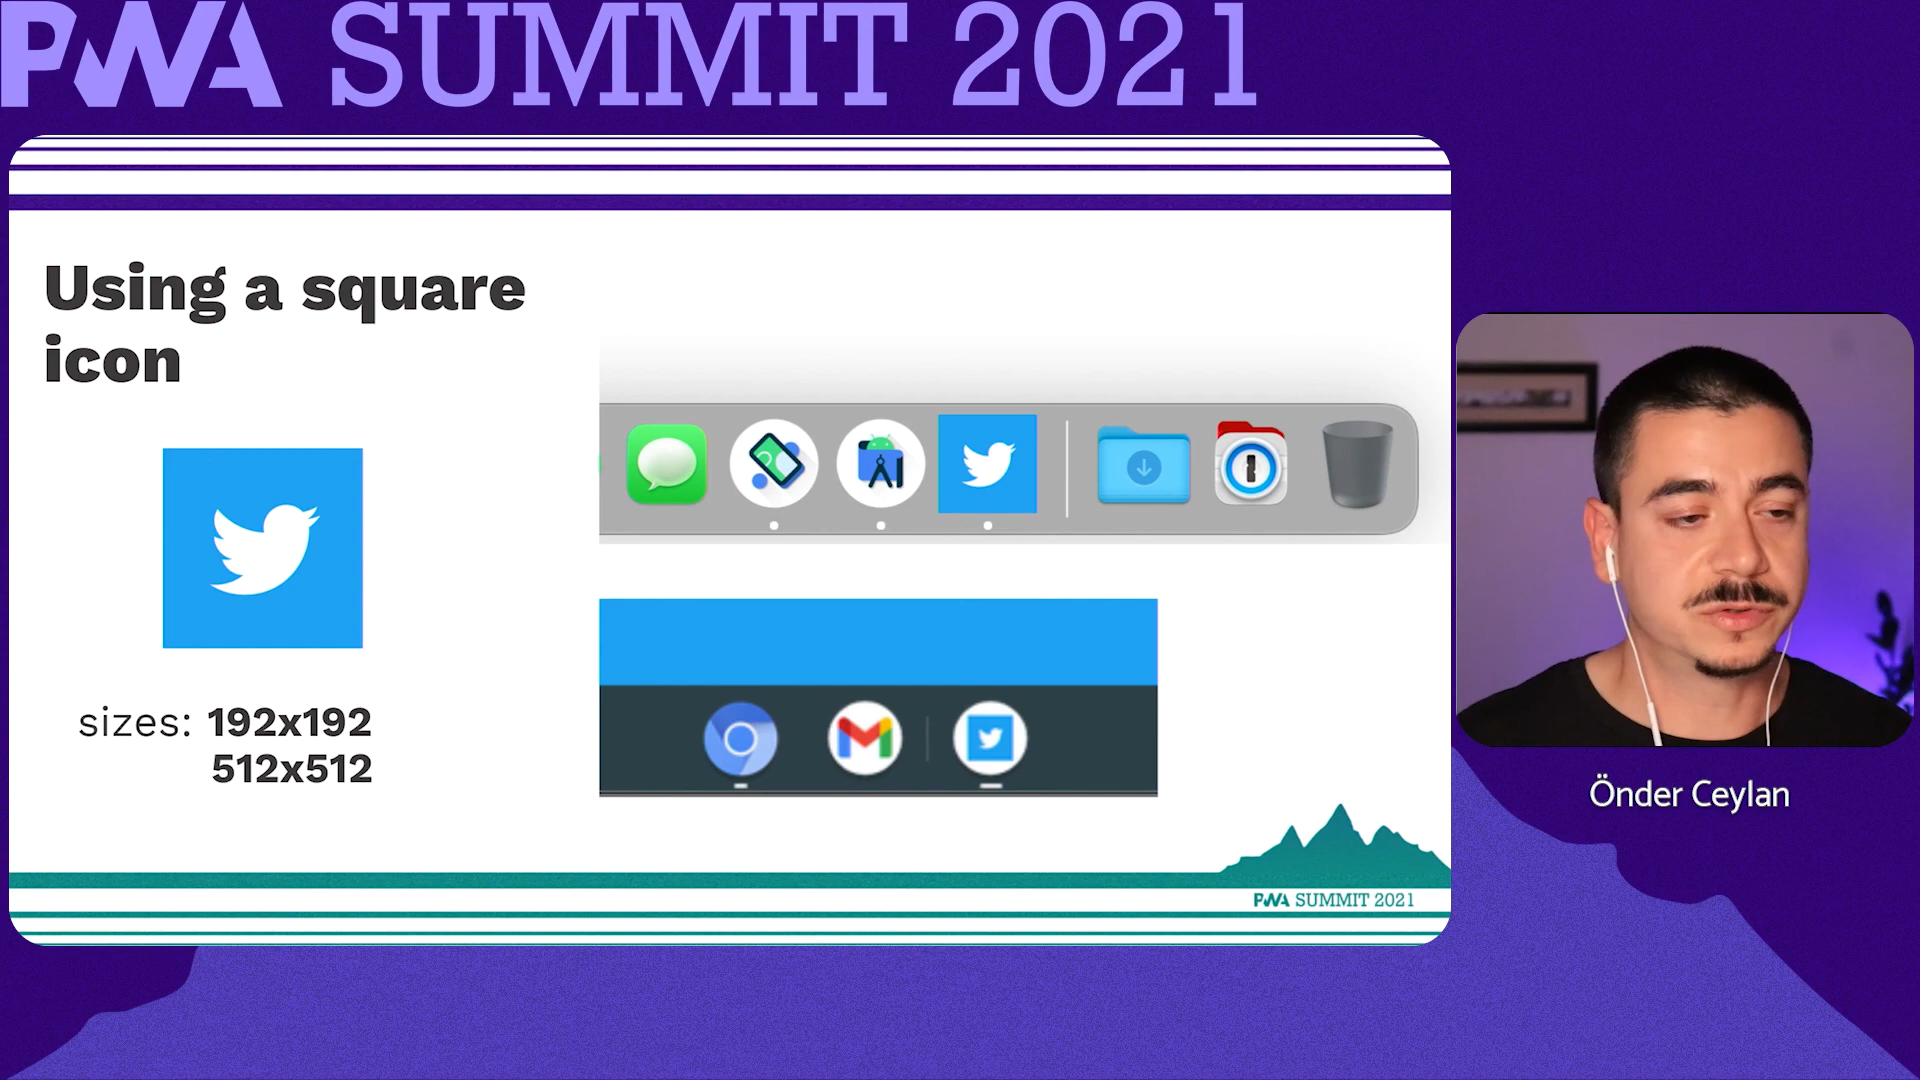 PWA SUMMIT 2021
Using a square
icon
sizes: 192x192
512x512
PWA SUMMIT 2021
Önder Ceylan